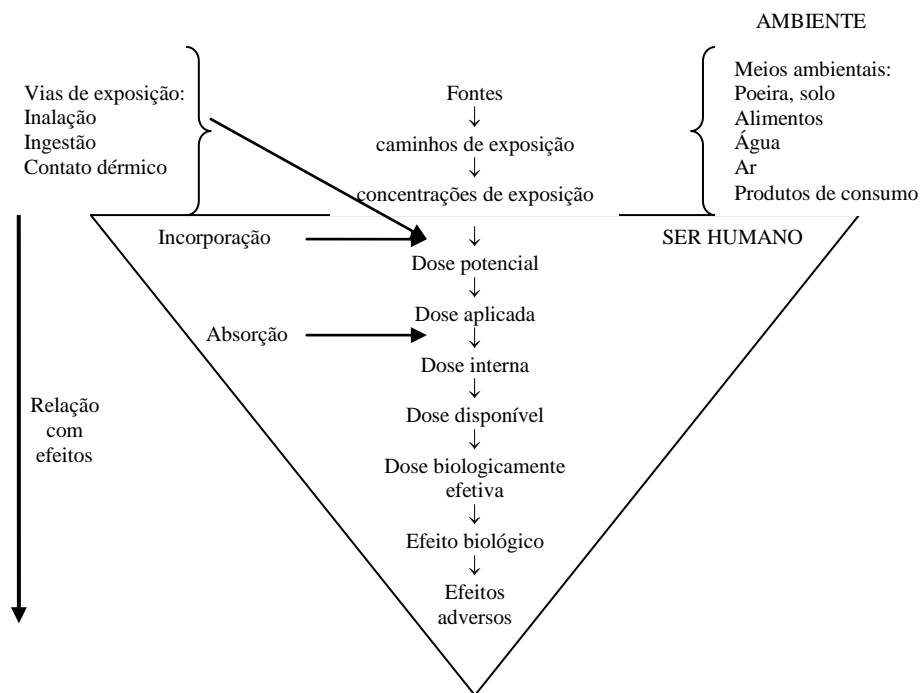 AMBIENTE
Vias de exposição:
Inalação
Ingestão
Contato dérmico
Fontes
↓
caminhos de exposição
↓
concentrações de exposição
Meios ambientais:
Poeira, solo
Alimentos
Água
Ar
Produtos de consumo
Incorporação
↓
SER HUMANO
Dose potencial
↓
Dose aplicada
Absorção
↓
Dose interna
↓
Dose disponível
↓
Dose biologicamente
efetiva
↓
Efeito biológico
↓
Efeitos
adversos
Relação
com
efeitos